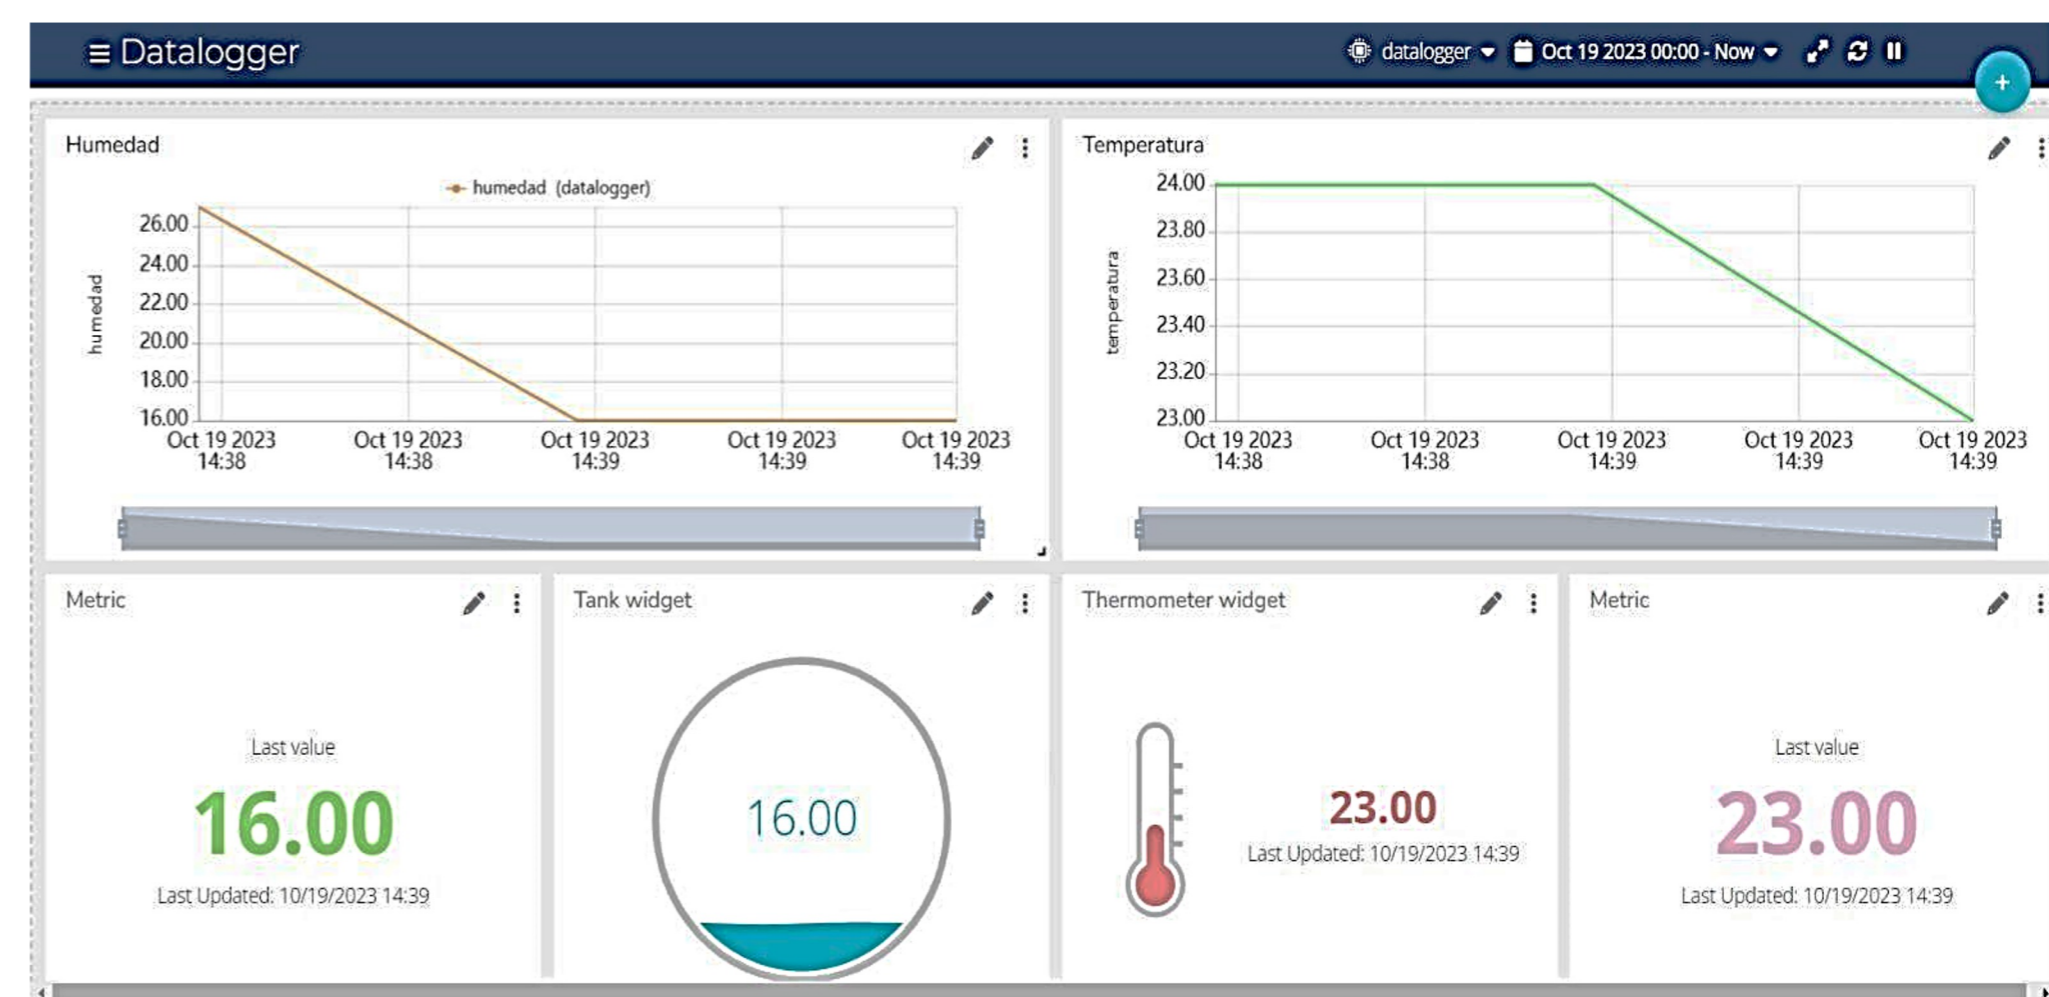 Datalogger
datalogger
Oct 19 2023 00:00 - Now
+
Humedad
humedad (datalogger)
humedad
26.00
24.00
22.00
20.00
18.00
16.00
Oct 19 2023 14:38
Oct 19 2023 14:38
Oct 19 2023 14:39
Oct 19 2023 14:39
Oct 19 2023 14:39
Temperatura
temperatura
24.00
23.80
23.60
23.40
23.20
23.00
Oct 19 2023 14:38
Oct 19 2023 14:38
Oct 19 2023 14:39
Oct 19 2023 14:39
Oct 19 2023 14:39
Metric
Last value
16.00
Last Updated: 10/19/2023 14:39
Tank widget
16.00
Thermometer widget
23.00
Last Updated: 10/19/2023 14:39
Metric
Last value
23.00
Last Updated: 10/19/2023 14:39